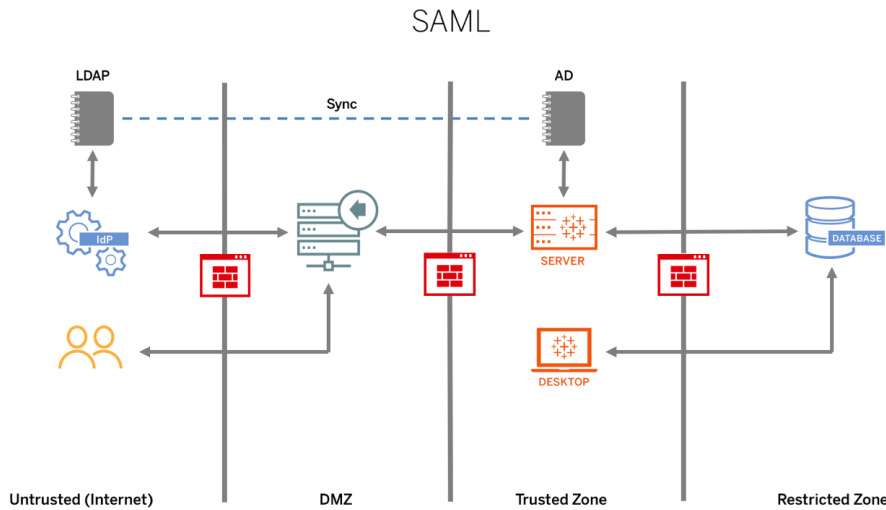 SAML
LDAP
AD
Sync
IdP
SERVER
DATABASE
DESKTOP
Untrusted (Internet)
DMZ
Trusted Zone
Restricted Zone